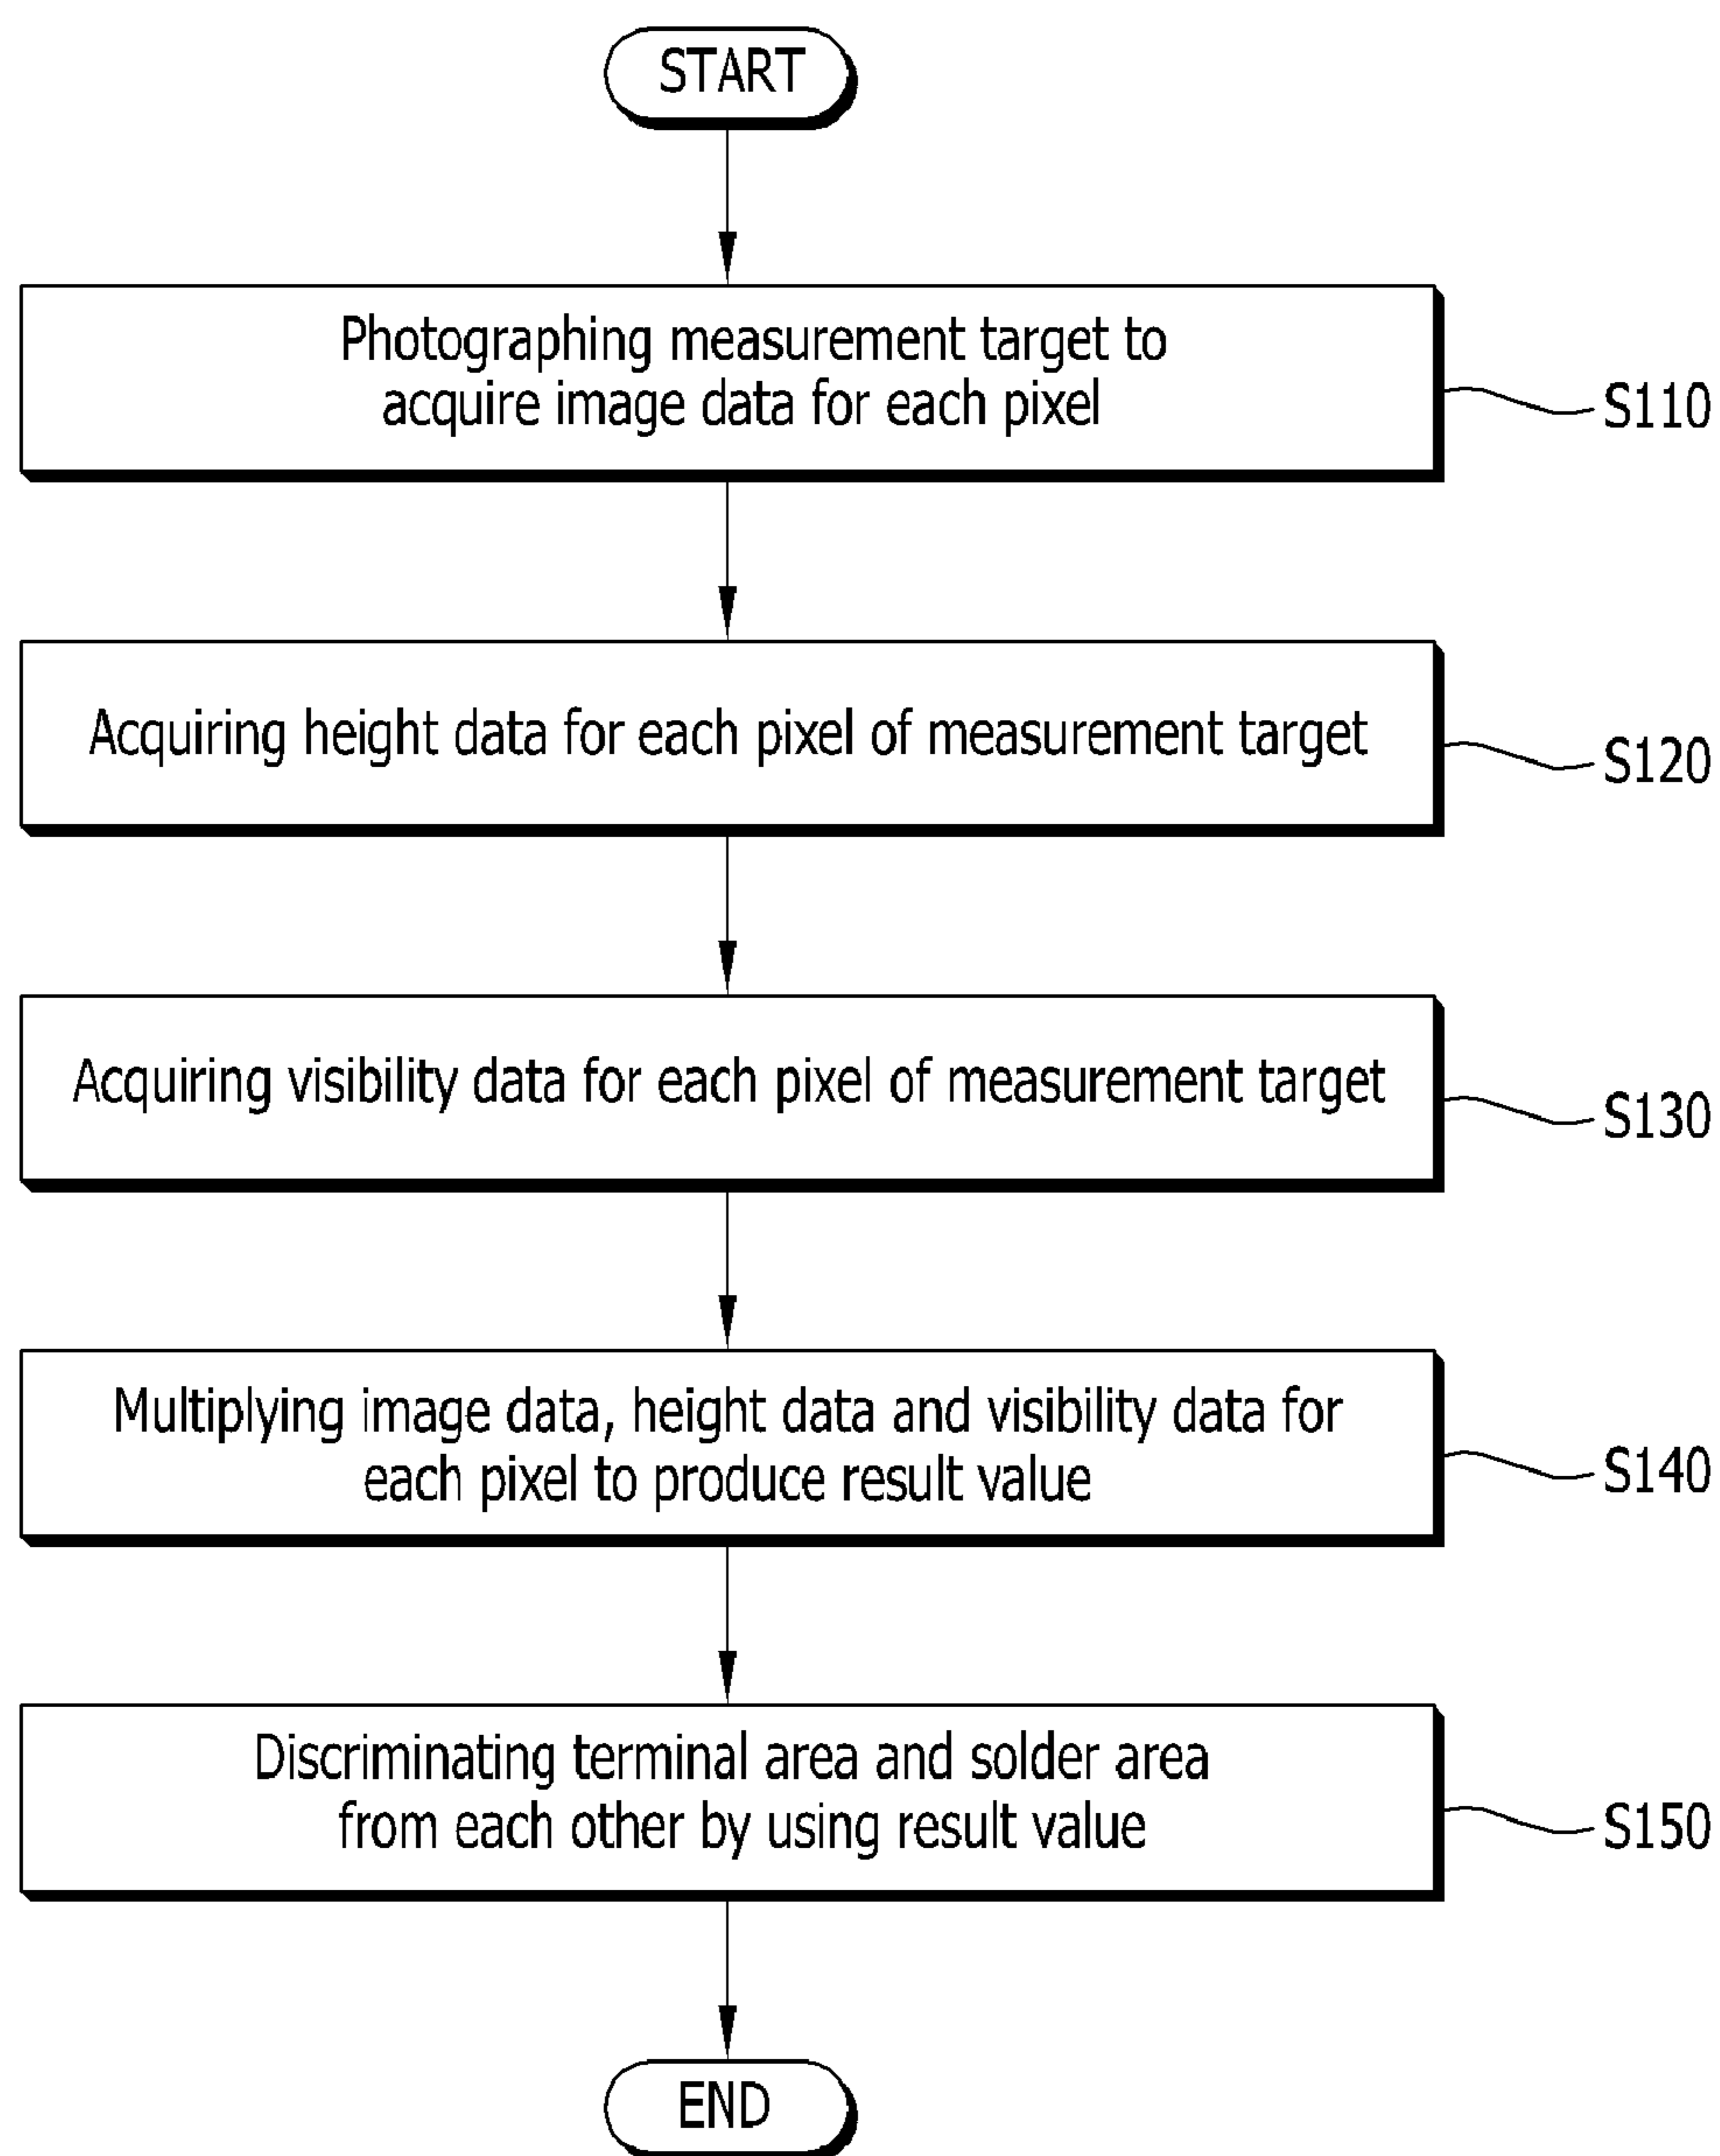 START
Photographing measurement target to
acquire image data for each pixel
S110
Acquiring height data for each pixel of measurement target
S120
Acquiring visibility data for each pixel of measurement target
S130
Multiplying image data, height data and visibility data for
each pixel to produce result value
S140
Discriminating terminal area and solder area
from each other by using result value
S150
END